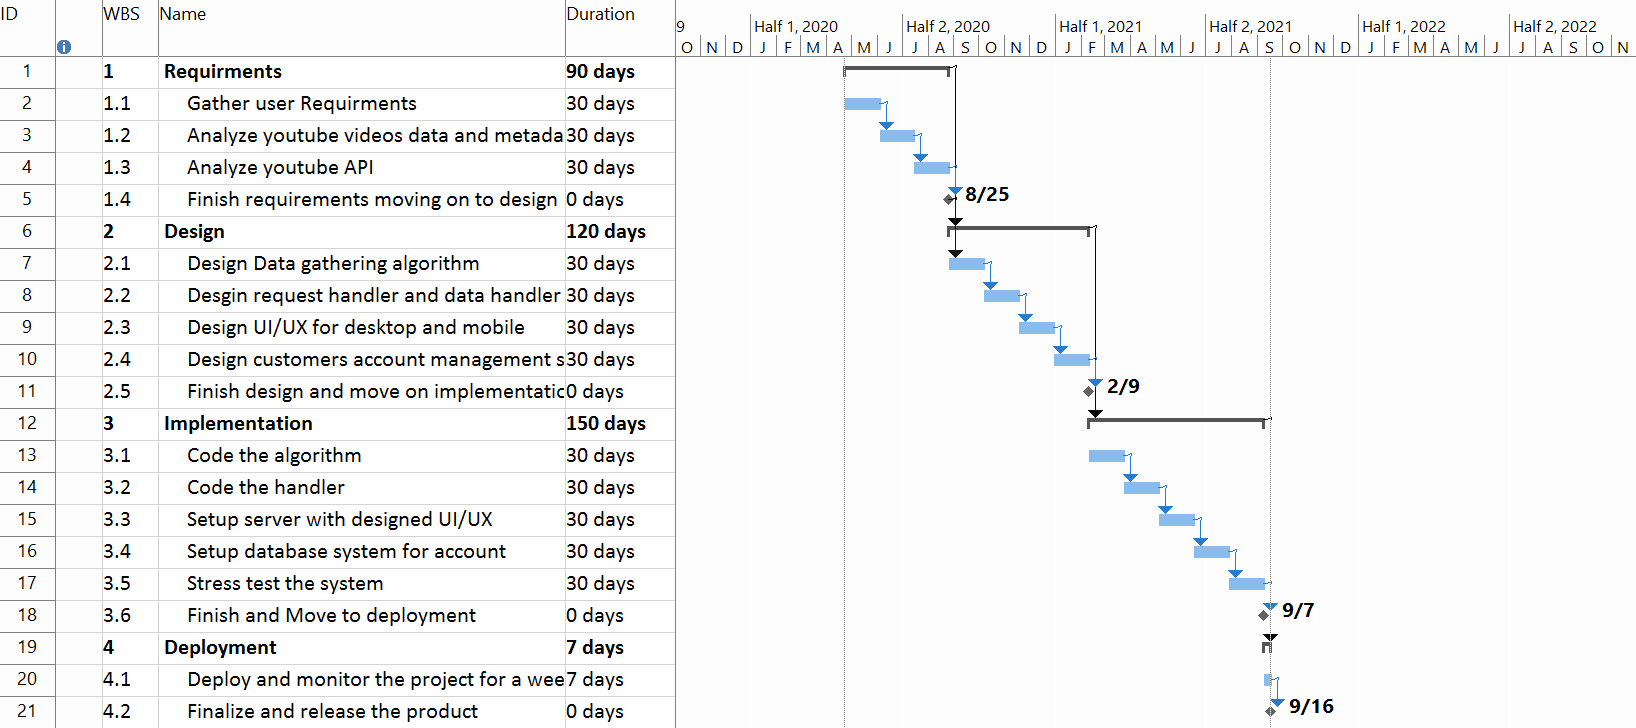 ID WBS Name Duration
9 Half 1, 2020 Half 2, 2020 Half 1, 2021 Half 2, 2021 Half 1, 2022 Half 2, 2022
O N D J F M A M J J A S O N D J F M A M J J A S O N D J F M A M J J A S O N
1 1 Requirments 90 days
2 1.1 Gather user Requirments 30 days
3 1.2 Analyze youtube videos data and metada 30 days
4 1.3 Analyze youtube API 30 days
5 1.4 Finish requirements moving on to design 0 days 8/25
6 2 Design 120 days
7 2.1 Design Data gathering algorithm 30 days
8 2.2 Desgin request handler and data handler 30 days
9 2.3 Design UI/UX for desktop and mobile 30 days
10 2.4 Design customers account management s 30 days
11 2.5 Finish design and move on implementatic 0 days 2/9
12 3 Implementation 150 days
13 3.1 Code the algorithm 30 days
14 3.2 Code the handler 30 days
15 3.3 Setup server with designed UI/UX 30 days
16 3.4 Setup database system for account 30 days
17 3.5 Stress test the system 30 days
18 3.6 Finish and Move to deployment 0 days 9/7
19 4 Deployment 7 days
20 4.1 Deploy and monitor the project for a wee 7 days
21 4.2 Finalize and release the product 0 days 9/16